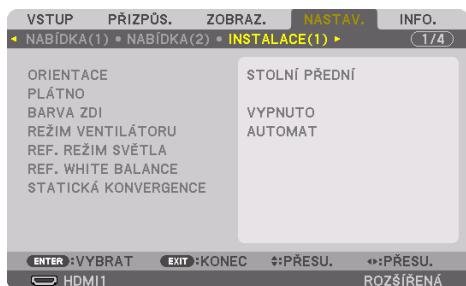 VSTUP PŘIZPŮS. ZOBRAZ. NASTAV. INFO.
◂ NABÍDKA(1) ● NABÍDKA(2) ● INSTALACE(1) ▸ 1/4
ORIENTACE STOLNÍ PŘEDNÍ
PLÁTNO
BARVA ZDI VYPNUTO
REŽIM VENTILÁTORU AUTOMAT
REF. REŽIM SVĚTLA
REF. WHITE BALANCE
STATICKÁ KONVERGENCE
ENTER :VYBRAT EXIT :KONEC :PŘESU. :PŘESU.
HDMI1 ROZŠÍŘENÁ